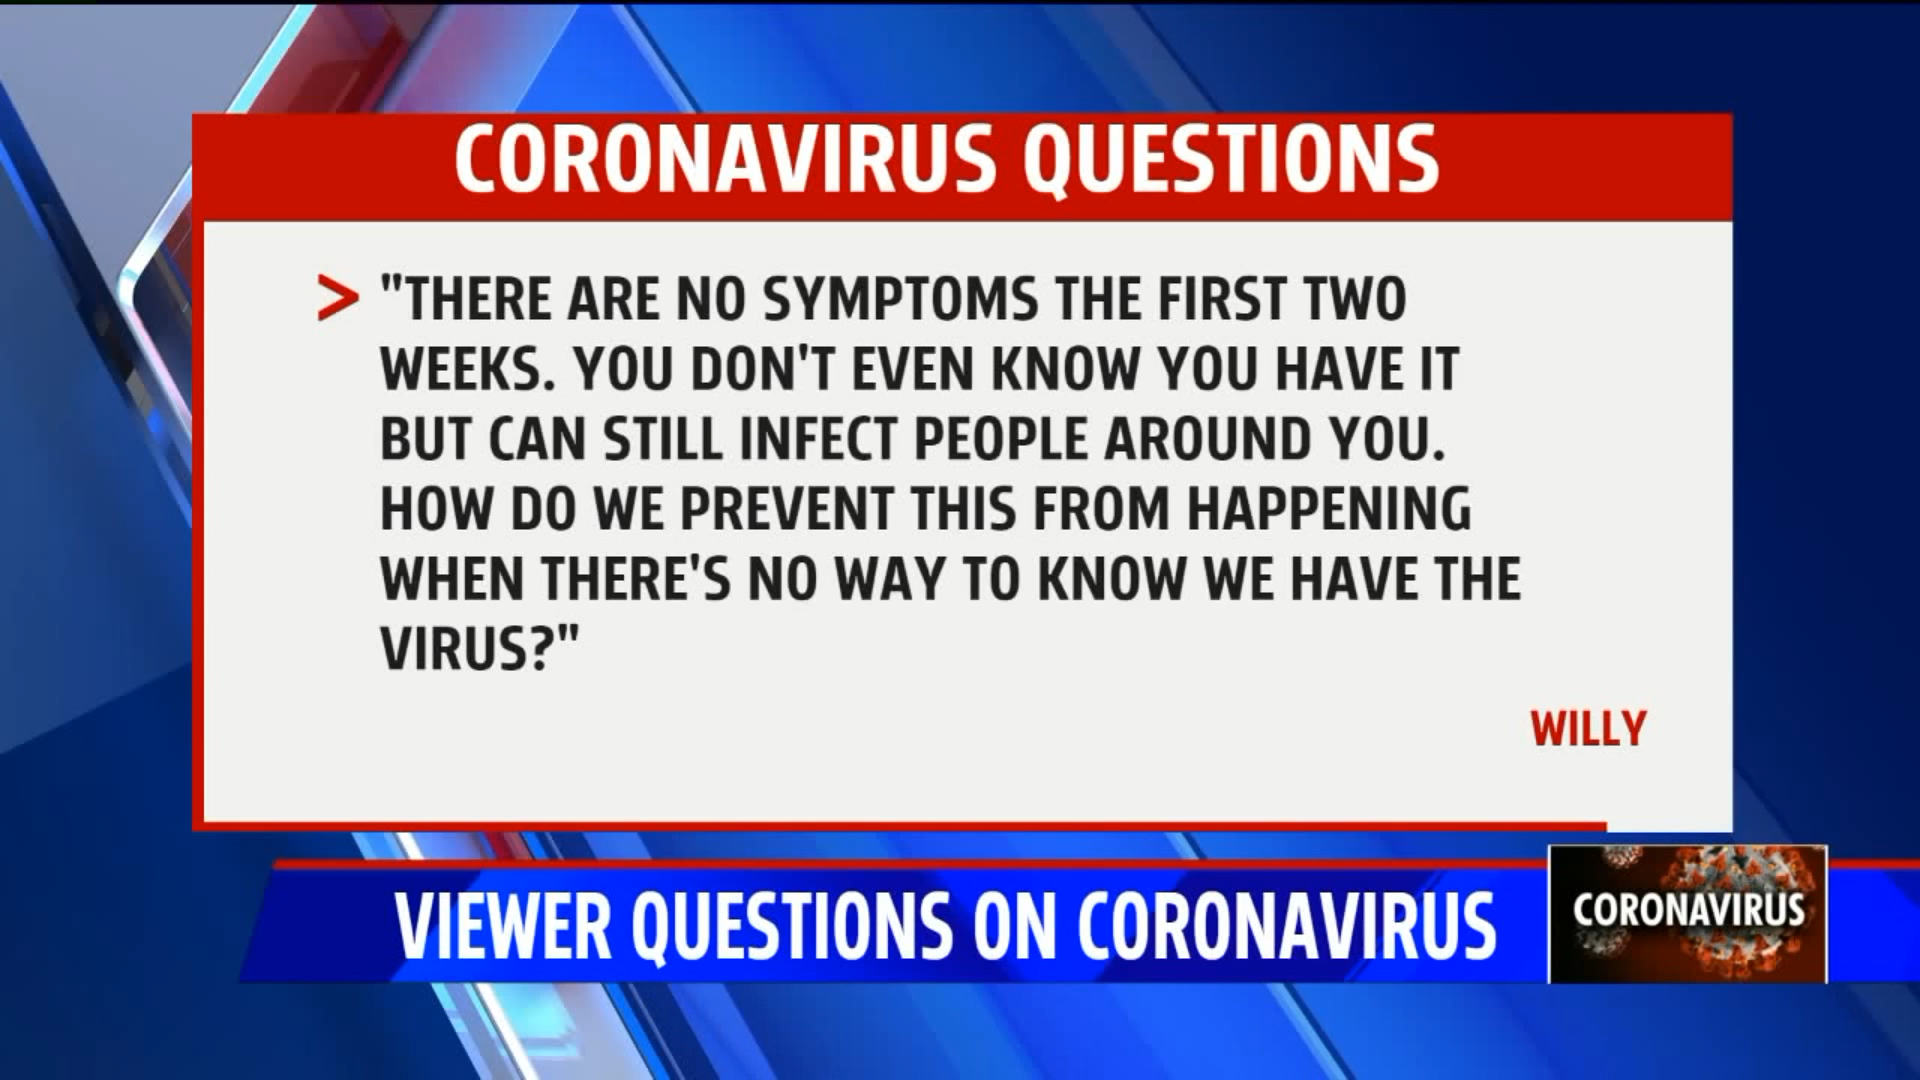 CORONAVIRUS QUESTIONS
> "THERE ARE NO SYMPTOMS THE FIRST TWO
WEEKS. YOU DON'T EVEN KNOW YOU HAVE IT
BUT CAN STILL INFECT PEOPLE AROUND YOU.
HOW DO WE PREVENT THIS FROM HAPPENING
WHEN THERE'S NO WAY TO KNOW WE HAVE THE
VIRUS?"
WILLY
VIEWER QUESTIONS ON CORONAVIRUS
CORONAVIRUS